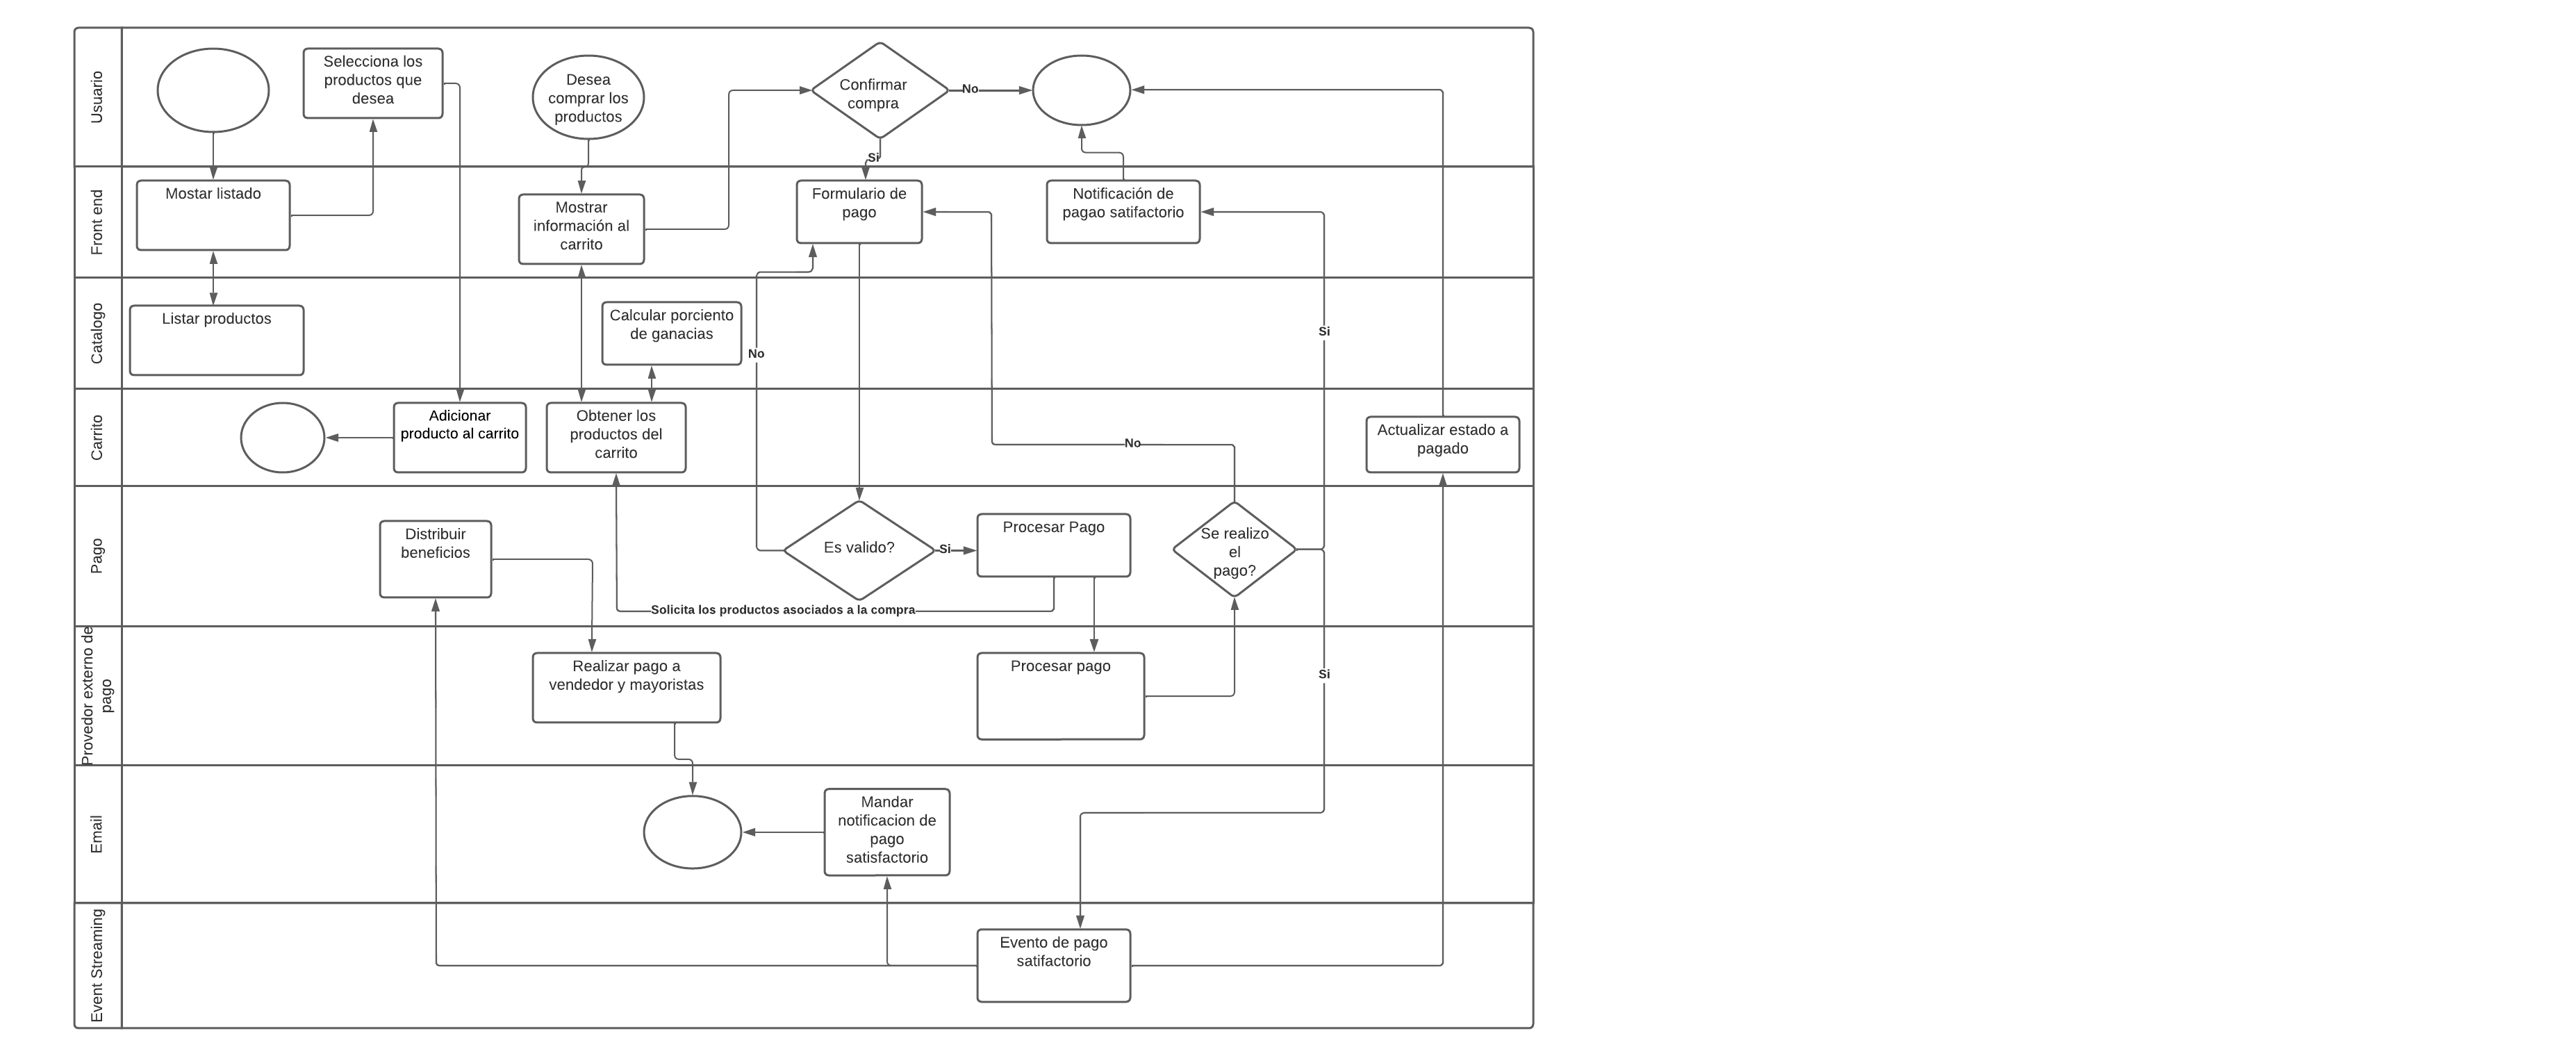 Usuario
Selecciona los
productos que
desea
Desea
comprar los
productos
Confirmar
compra
No
Si
Front end
Mostar listado
Mostrar
información al
carrito
Formulario de
pago
Notificación de
pagao satifactorio
Catalogo
Listar productos
Calcular porciento
de ganacias
No
Si
Carrito
Adicionar
producto al carrito
Obtener los
productos del
carrito
No
Actualizar estado a
pagado
Pago
Distribuir
beneficios
Es valido?
Si
Procesar Pago
Se realizo
el
pago?
Solicita los productos asociados a la compra
Provedor externo de
pago
Realizar pago a
vendedor y mayoristas
Procesar pago
Si
Email
Mandar
notificacion de
pago
satisfactorio
Event Streaming
Evento de pago
satifactorio